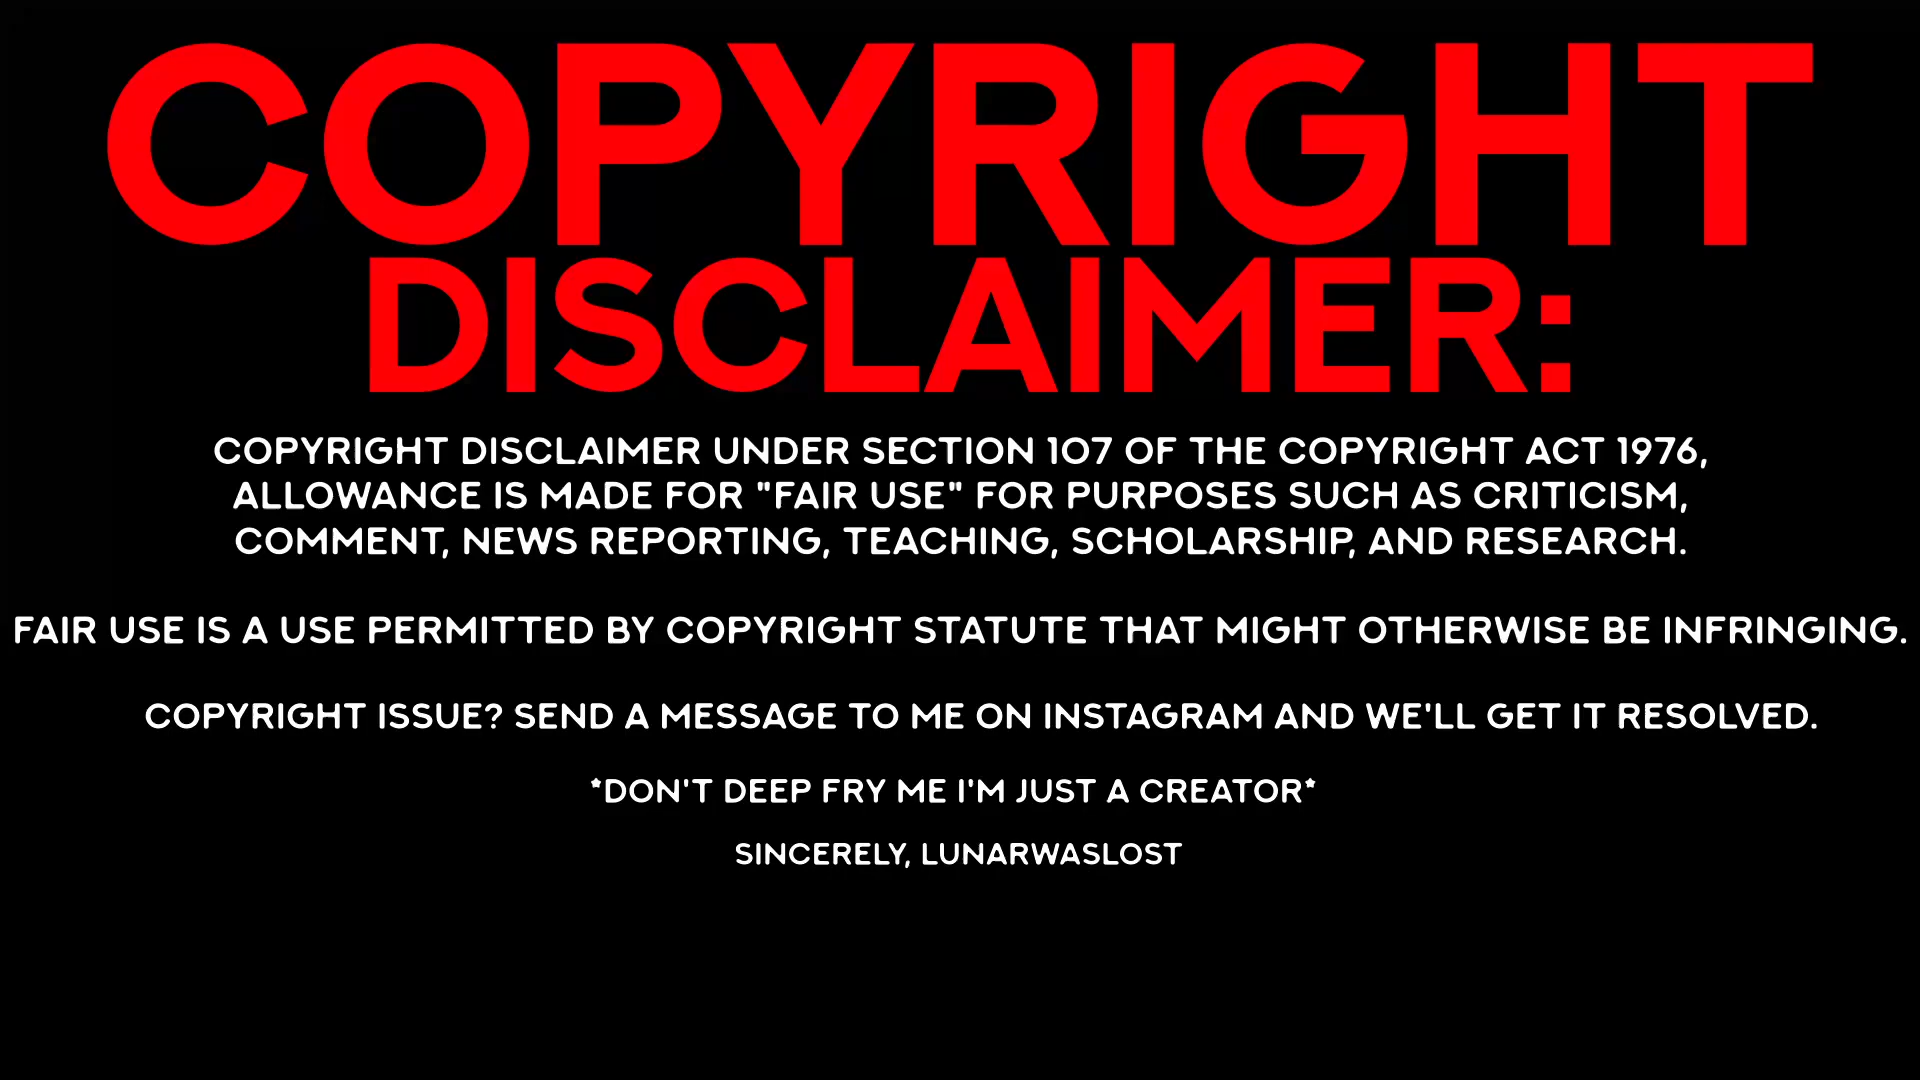 COPYRIGHT
DISCLAIMER:
COPYRIGHT DISCLAIMER UNDER SECTION 107 OF THE COPYRIGHT ACT 1976,
ALLOWANCE IS MADE FOR "FAIR USE" FOR PURPOSES SUCH AS CRITICISM,
COMMENT, NEWS REPORTING, TEACHING, SCHOLARSHIP, AND RESEARCH.
FAIR USE IS A USE PERMITTED BY COPYRIGHT STATUTE THAT MIGHT OTHERWISE BE INFRINGING.
COPYRIGHT ISSUE? SEND A MESSAGE TO ME ON INSTAGRAM AND WE'LL GET IT RESOLVED.
*DON'T DEEP FRY ME I'M JUST A CREATOR*
SINCERELY, LUNARWASLOST